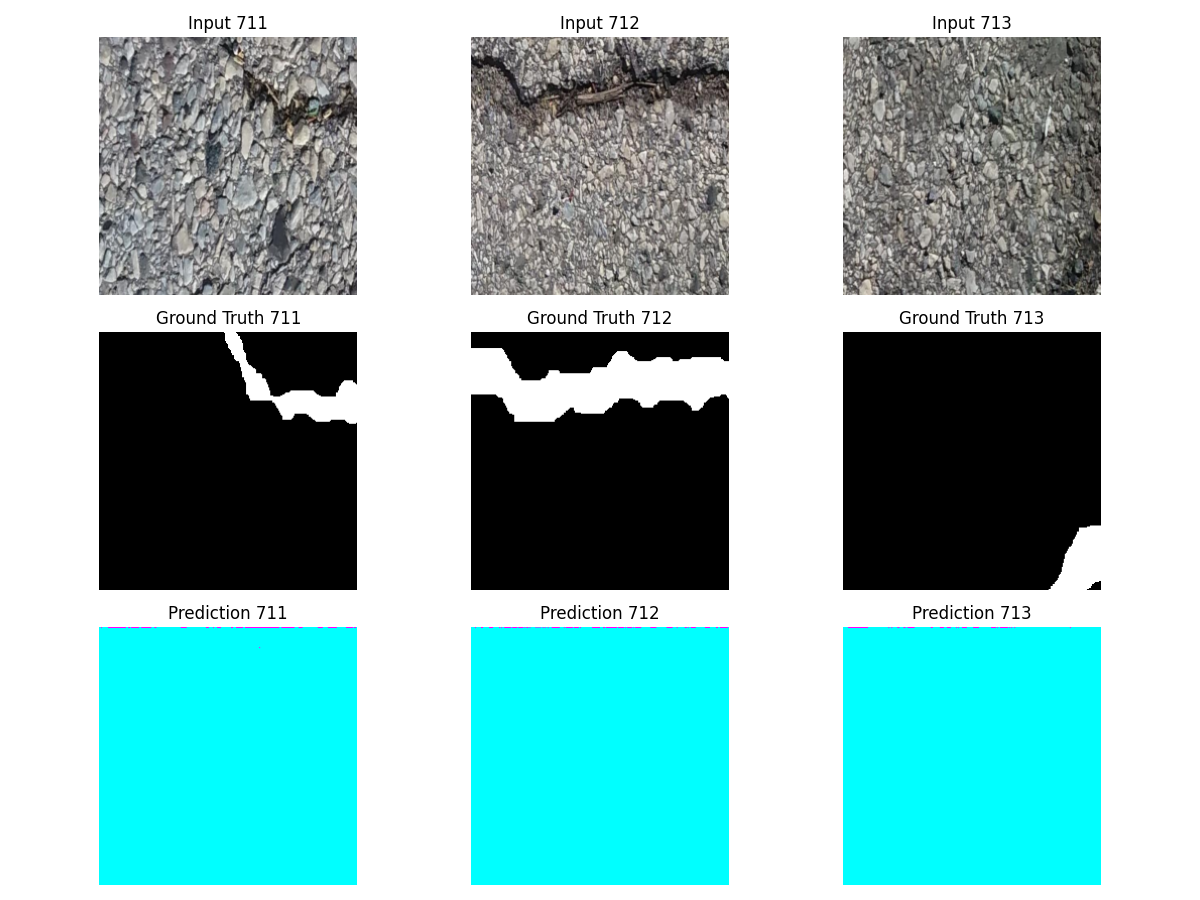 Input 711
Input 712
Input 713
Ground Truth 711
Ground Truth 712
Ground Truth 713
Prediction 711
Prediction 712
Prediction 713